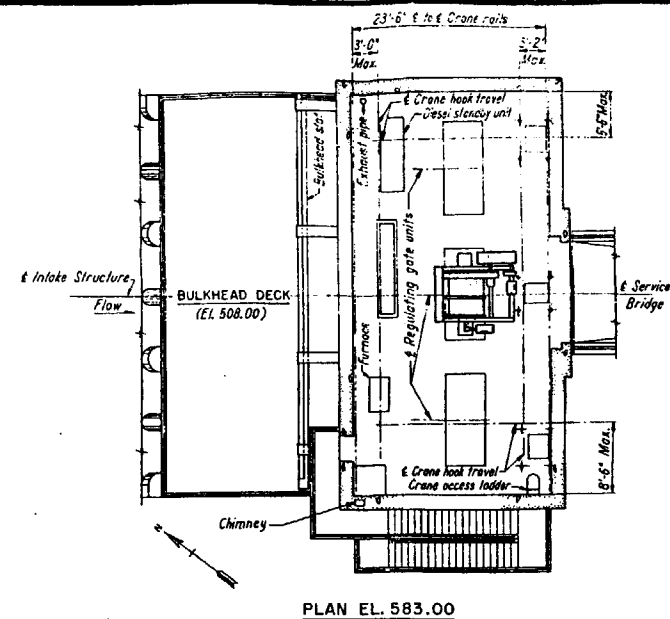 23'-6" ℄ to ℄ Crane rails
3'-0"
Max.
5'-2"
Max.
℄ Crane hook travel
Diesel standby unit
5'-6" Max.
Exhaust pipe
Bulkhead slot
℄ Intake Structure
Flow
BULKHEAD DECK
(El. 508.00)
℄ Regulating gate units
℄ Service
Bridge
Furnace
℄ Crane hook travel
Crane access ladder
8'-6" Max.
Chimney
N
PLAN EL. 583.00